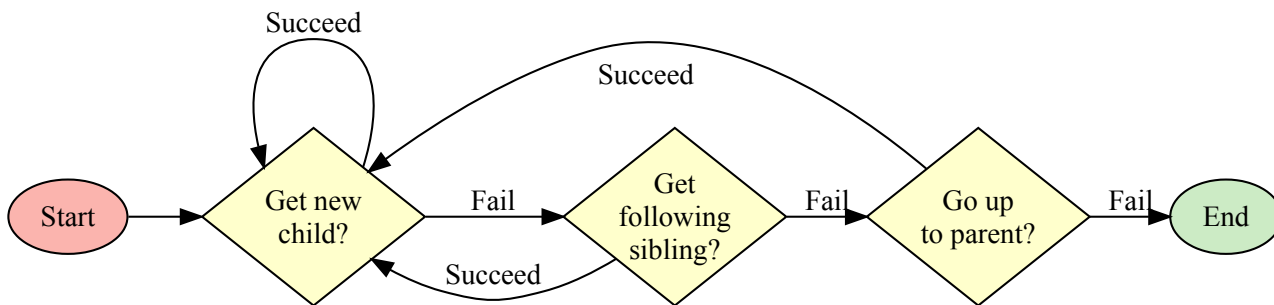 Succeed
Succeed
Start
Get new
child?
Fail
Get
following
sibling?
Fail
Go up
to parent?
Fail
End
Succeed